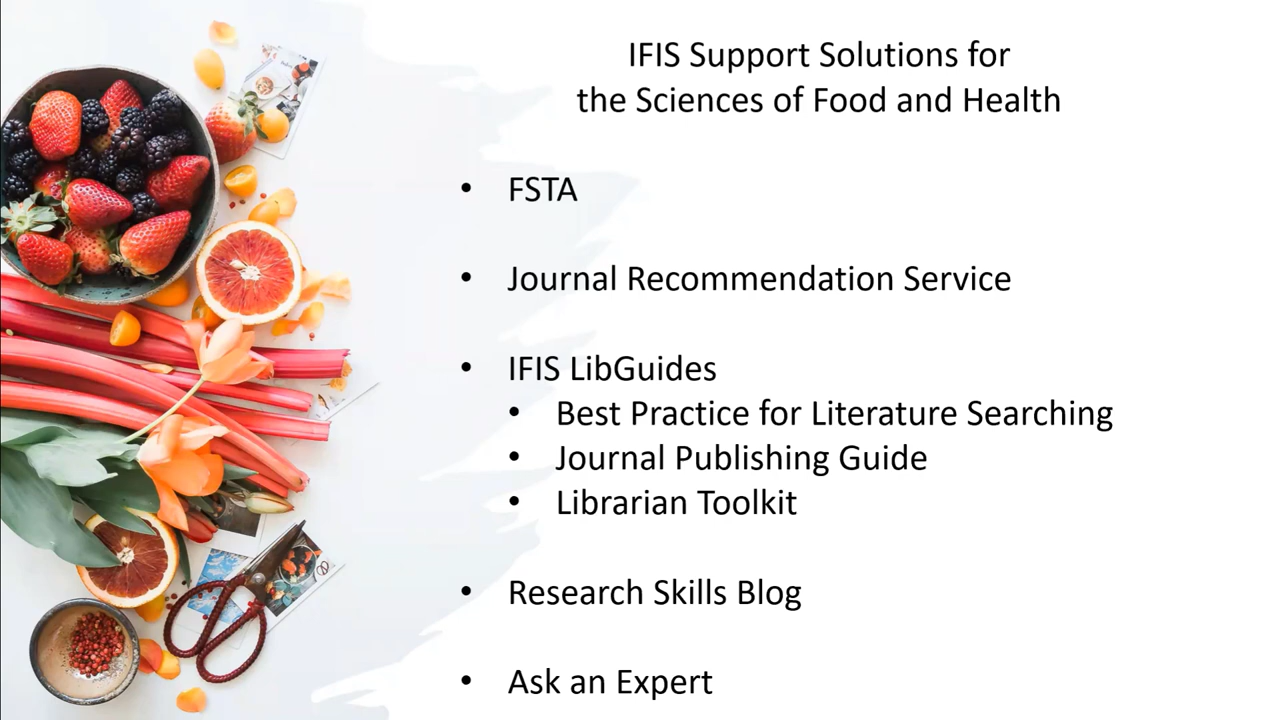 IFIS Support Solutions for
the Sciences of Food and Health
• FSTA
• Journal Recommendation Service
• IFIS LibGuides
• Best Practice for Literature Searching
• Journal Publishing Guide
• Librarian Toolkit
• Research Skills Blog
• Ask an Expert